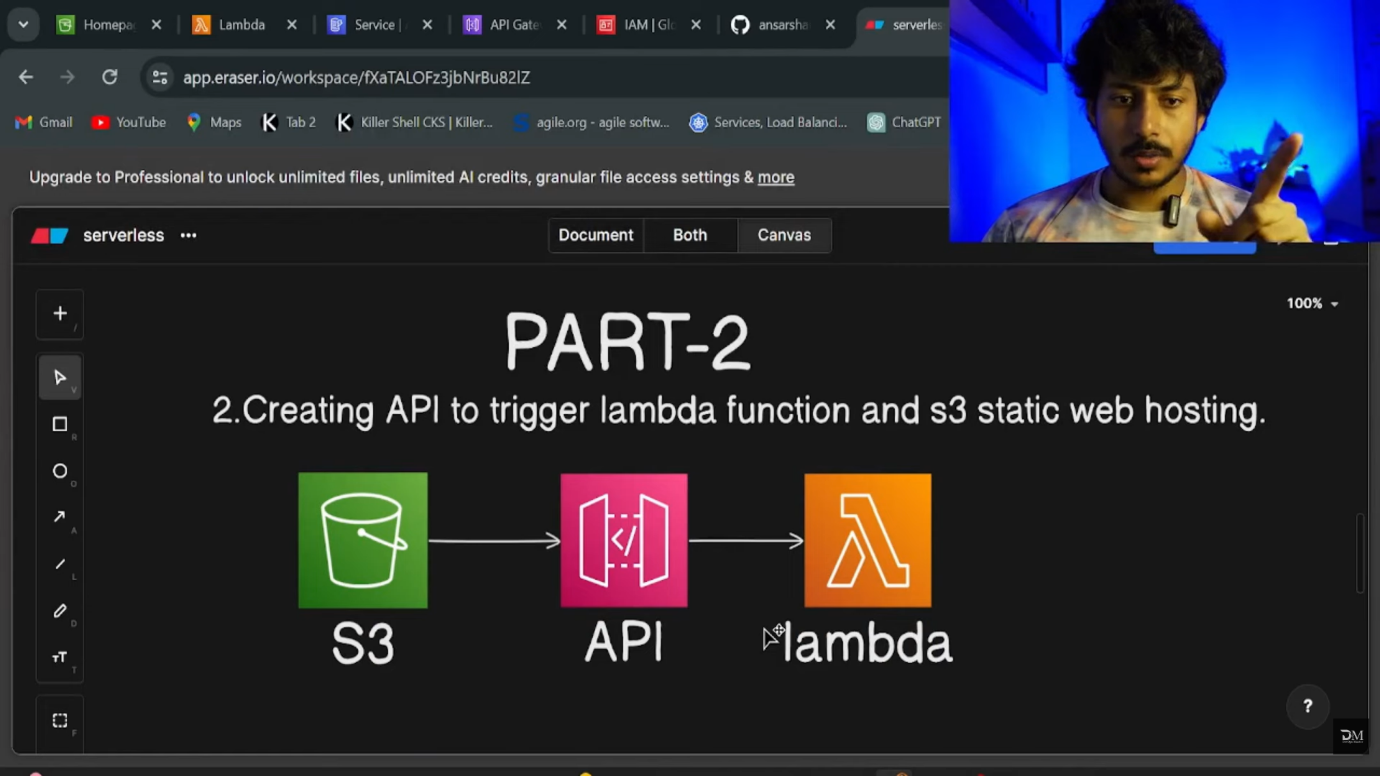 Homepa
Lambda
Service |
API Gate
IAM | Glo
ansarsha
serverles
app.eraser.io/workspace/fXaTALOFz3jbNrBu82lZ
Gmail
YouTube
Maps
Tab 2
Killer Shell CKS | Killer...
agile.org - agile softw...
Services, Load Balanci...
ChatGPT
Upgrade to Professional to unlock unlimited files, unlimited AI credits, granular file access settings & more
serverless ...
Document
Both
Canvas
100%
PART-2
2.Creating API to trigger lambda function and s3 static web hosting.
S3
API
lambda
/
V
R
O
A
L
D
T
F
?
DM